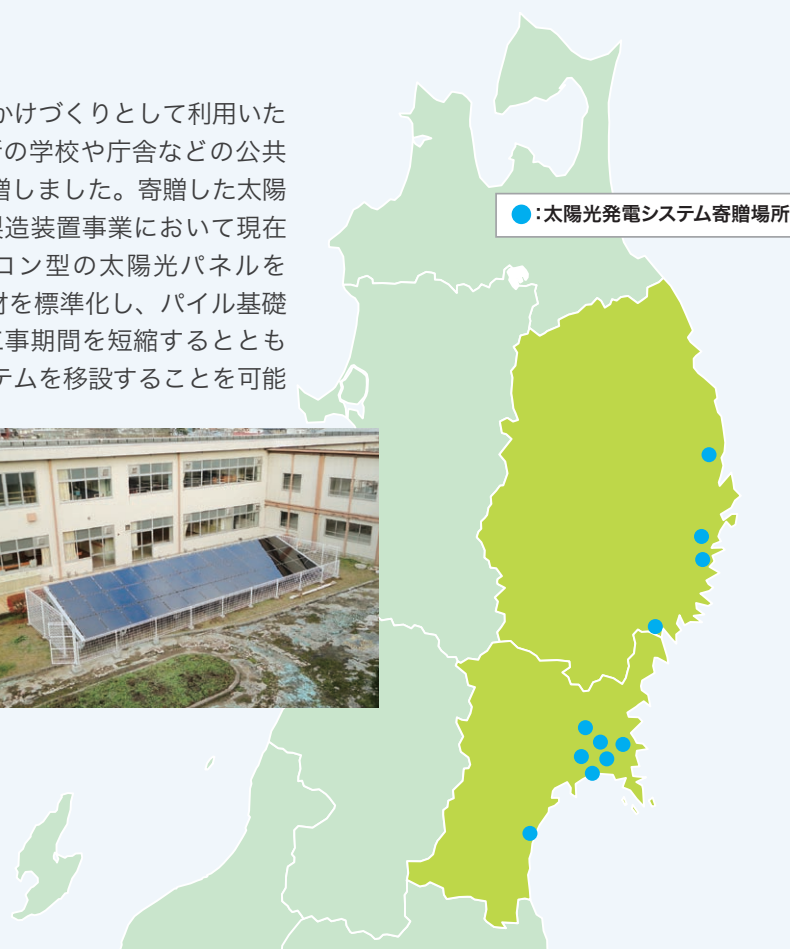 かけづくりとして利用いた
所の学校や庁舎などの公共
贈しました。寄贈した太陽
製造装置事業において現在
コン型の太陽光パネルを
材を標準化し、パイル基礎
工事期間を短縮するととも
テムを移設することを可能
●:太陽光発電システム寄贈場所